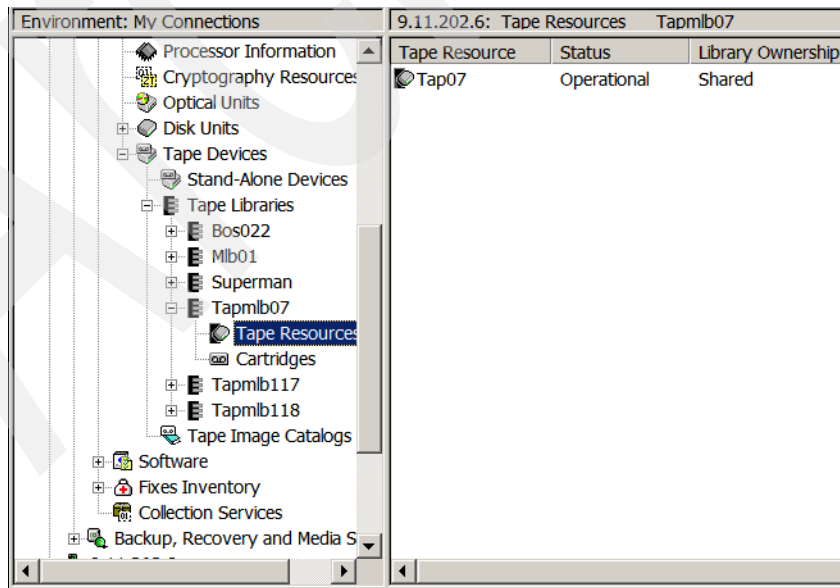 Environment: My Connections
Processor Information
Cryptography Resources
Optical Units
Disk Units
Tape Devices
Stand-Alone Devices
Tape Libraries
Bos022
Mlb01
Superman
Tapmlb07
Tape Resources
Cartridges
Tapmlb117
Tapmlb118
Tape Image Catalogs
Software
Fixes Inventory
Collection Services
Backup, Recovery and Media S
9.11.202.6: Tape Resources Tapmlb07
Tape Resource Status Library Ownership
Tap07 Operational Shared